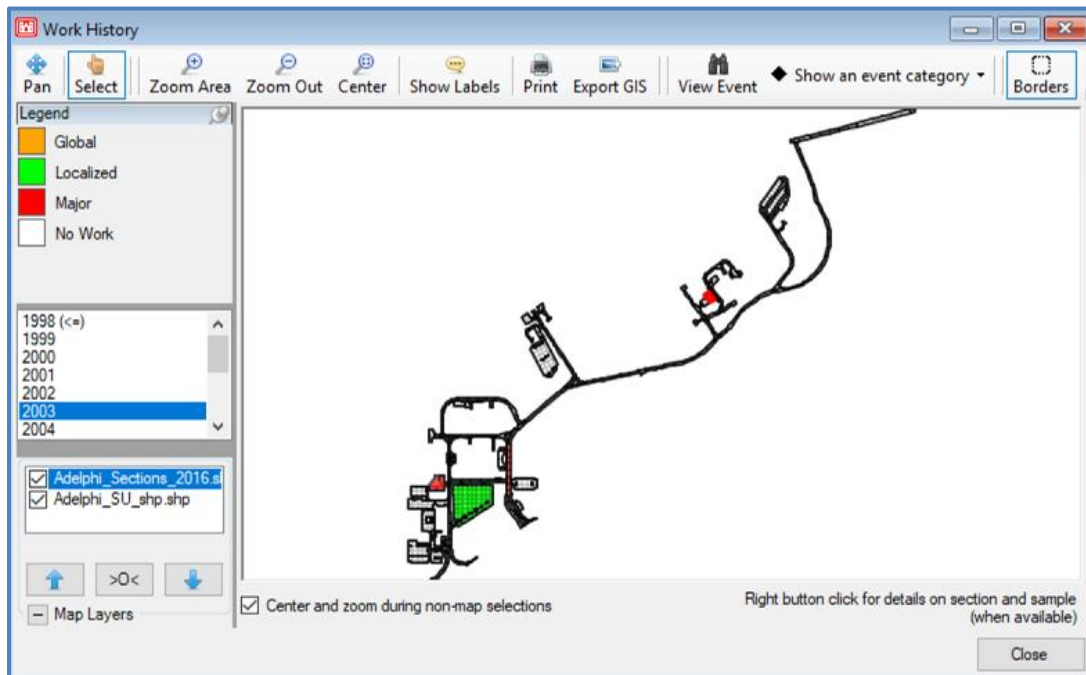 Work History
Pan
Select
Zoom Area
Zoom Out
Center
Show Labels
Print
Export GIS
View Event
Show an event category
Borders
Legend
Global
Localized
Major
No Work
1998 (<=)
1999
2000
2001
2002
2003
2004
Adelphi_Sections_2016.s
Adelphi_SU_shp.shp
>O<
Map Layers
Center and zoom during non-map selections
Right button click for details on section and sample
(when available)
Close